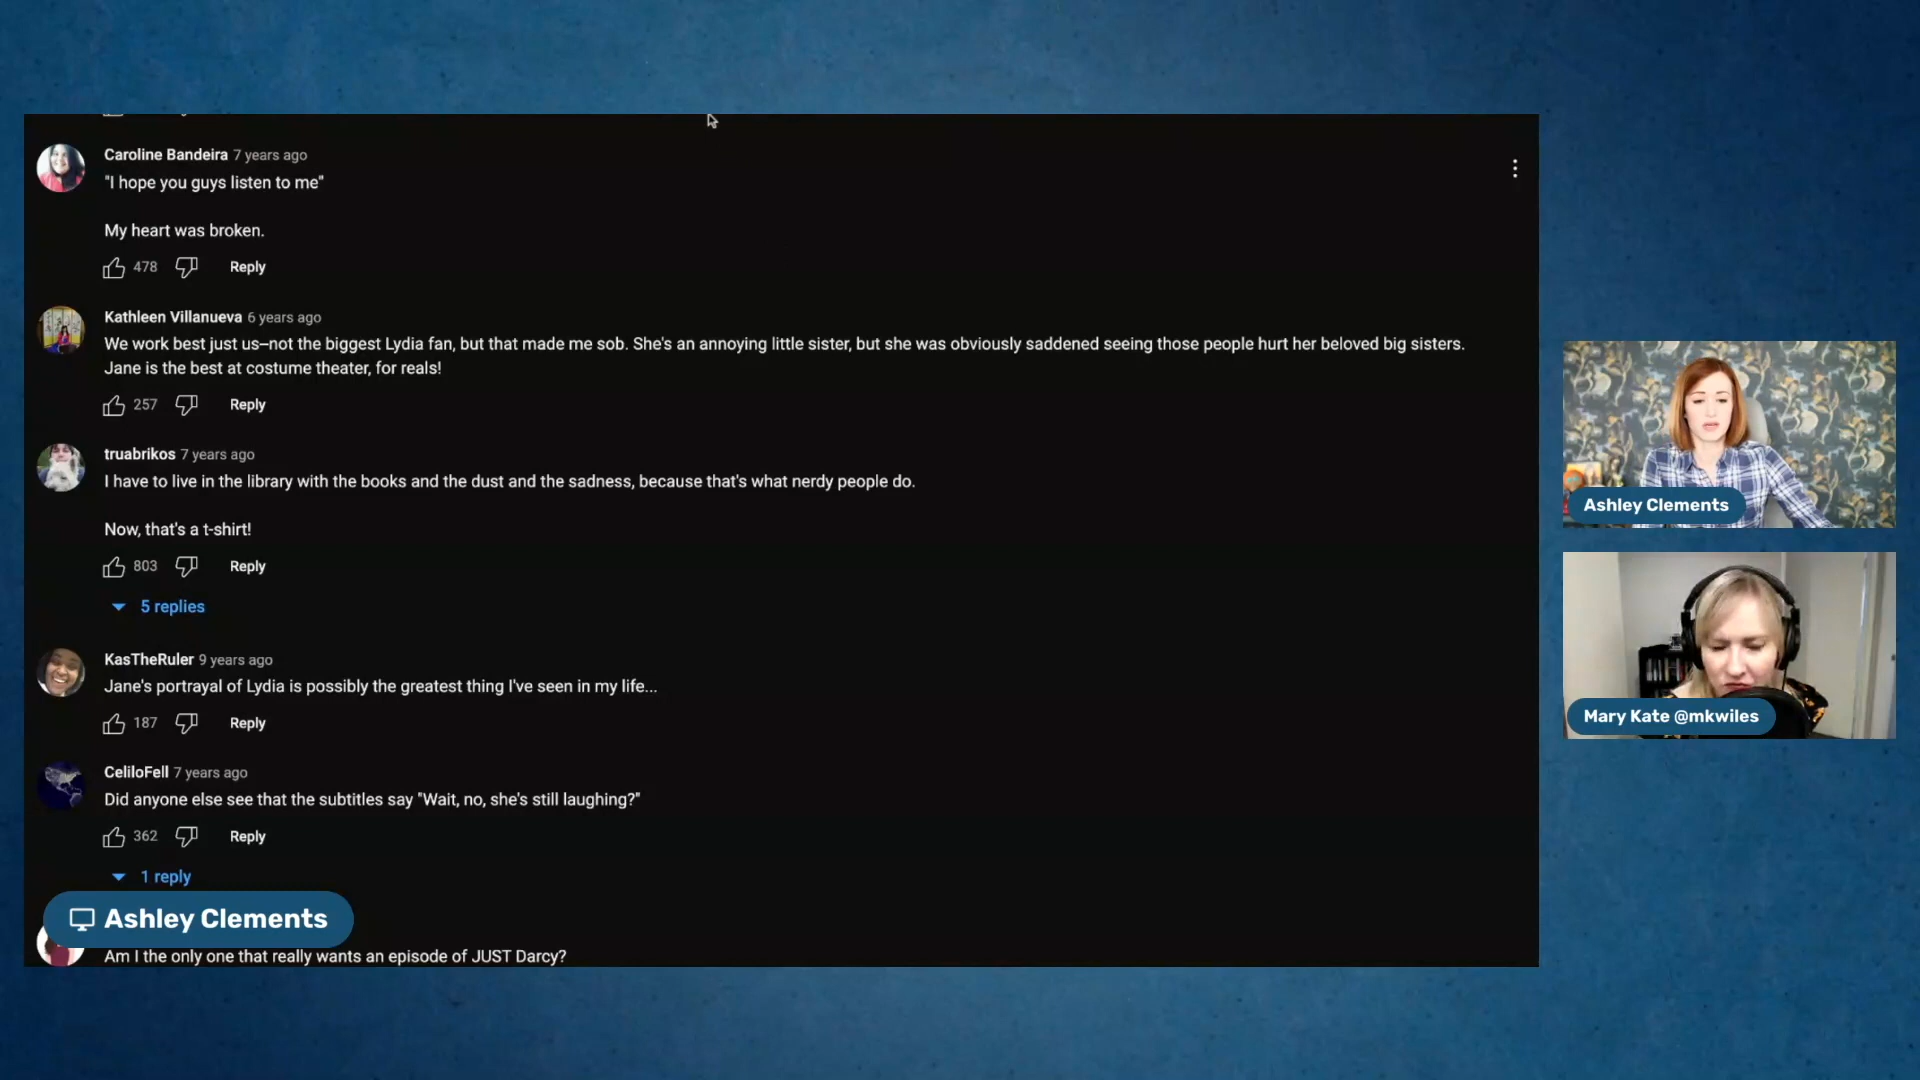 Caroline Bandeira 7 years ago
"I hope you guys listen to me"
My heart was broken.
478 Reply
Kathleen Villanueva 6 years ago
We work best just us–not the biggest Lydia fan, but that made me sob. She's an annoying little sister, but she was obviously saddened seeing those people hurt her beloved big sisters.
Jane is the best at costume theater, for reals!
257 Reply
truabrikos 7 years ago
I have to live in the library with the books and the dust and the sadness, because that's what nerdy people do.
Now, that's a t-shirt!
803 Reply
5 replies
KasTheRuler 9 years ago
Jane's portrayal of Lydia is possibly the greatest thing I've seen in my life...
187 Reply
CeliloFell 7 years ago
Did anyone else see that the subtitles say "Wait, no, she's still laughing?"
362 Reply
1 reply
Ashley Clements
Am I the only one that really wants an episode of JUST Darcy?
Ashley Clements
Mary Kate @mkwiles